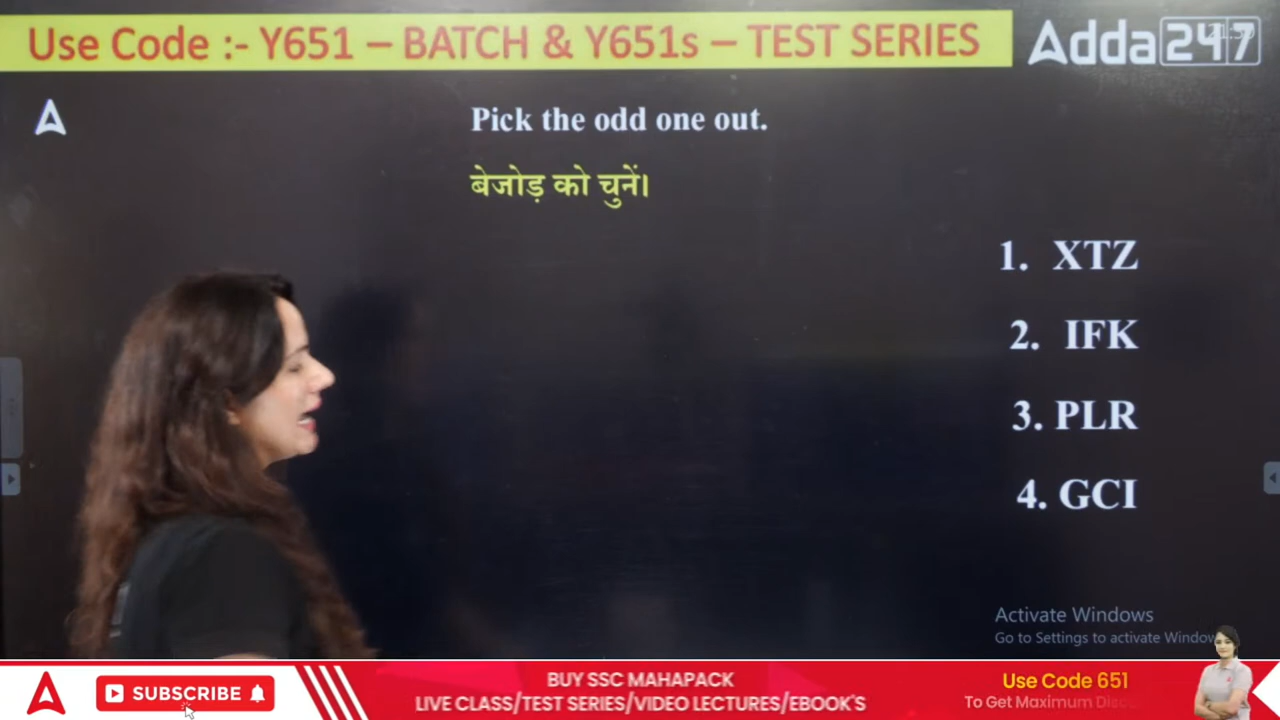 Use Code :- Y651 – BATCH & Y651s – TEST SERIES
Adda247
Pick the odd one out.
बेजोड़ को चुनें।
1. XTZ
2. IFK
3. PLR
4. GCI
Activate Windows
Go to Settings to activate Window
SUBSCRIBE
BUY SSC MAHAPACK
LIVE CLASS/TEST SERIES/VIDEO LECTURES/EBOOK'S
Use Code 651
To Get Maximum